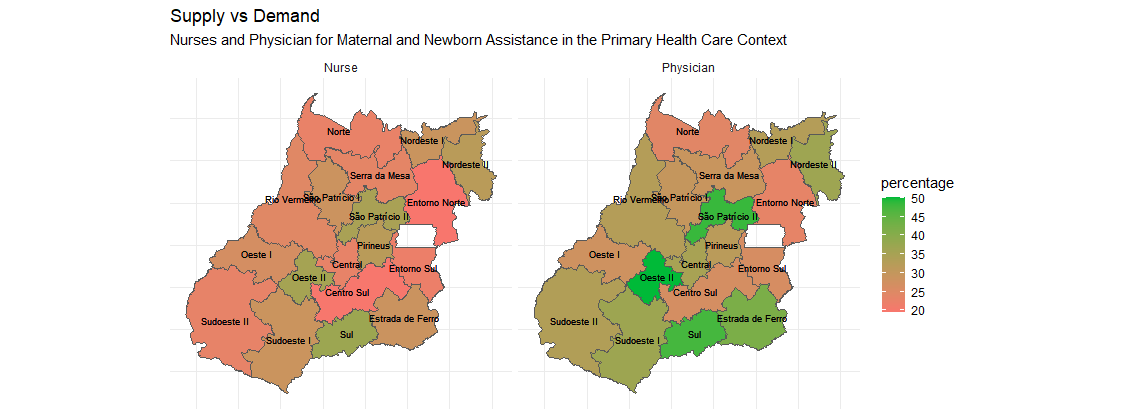 Supply vs Demand
Nurses and Physician for Maternal and Newborn Assistance in the Primary Health Care Context
Nurse
Norte
Nordeste I
Nordeste II
Serra da Mesa
São Patrício I
Rio Vermelho
Entorno Norte
São Patrício II
Pirineus
Oeste I
Central
Entorno Sul
Oeste II
Centro Sul
Estrada de Ferro
Sudoeste II
Sul
Sudoeste I
Physician
Norte
Nordeste I
Nordeste II
Serra da Mesa
São Patrício I
Rio Vermelho
Entorno Norte
São Patrício II
Pirineus
Oeste I
Central
Entorno Sul
Oeste II
Centro Sul
Estrada de Ferro
Sudoeste II
Sul
Sudoeste I
percentage
50
45
40
35
30
25
20